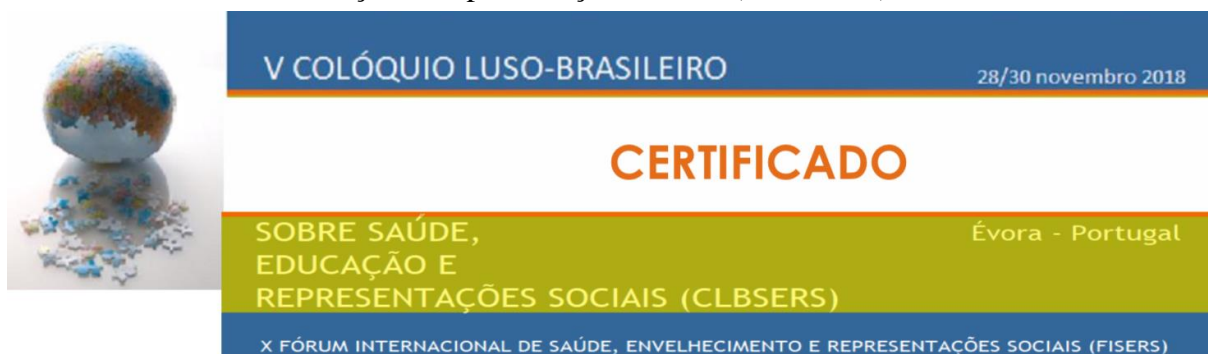 V COLÓQUIO LUSO-BRASILEIRO
28/30 novembro 2018
CERTIFICADO
SOBRE SAÚDE,
Évora - Portugal
EDUCAÇÃO E
REPRESENTAÇÕES SOCIAIS (CLBSERS)
X FÓRUM INTERNACIONAL DE SAÚDE, ENVELHECIMENTO E REPRESENTAÇÕES SOCIAIS (FISERS)